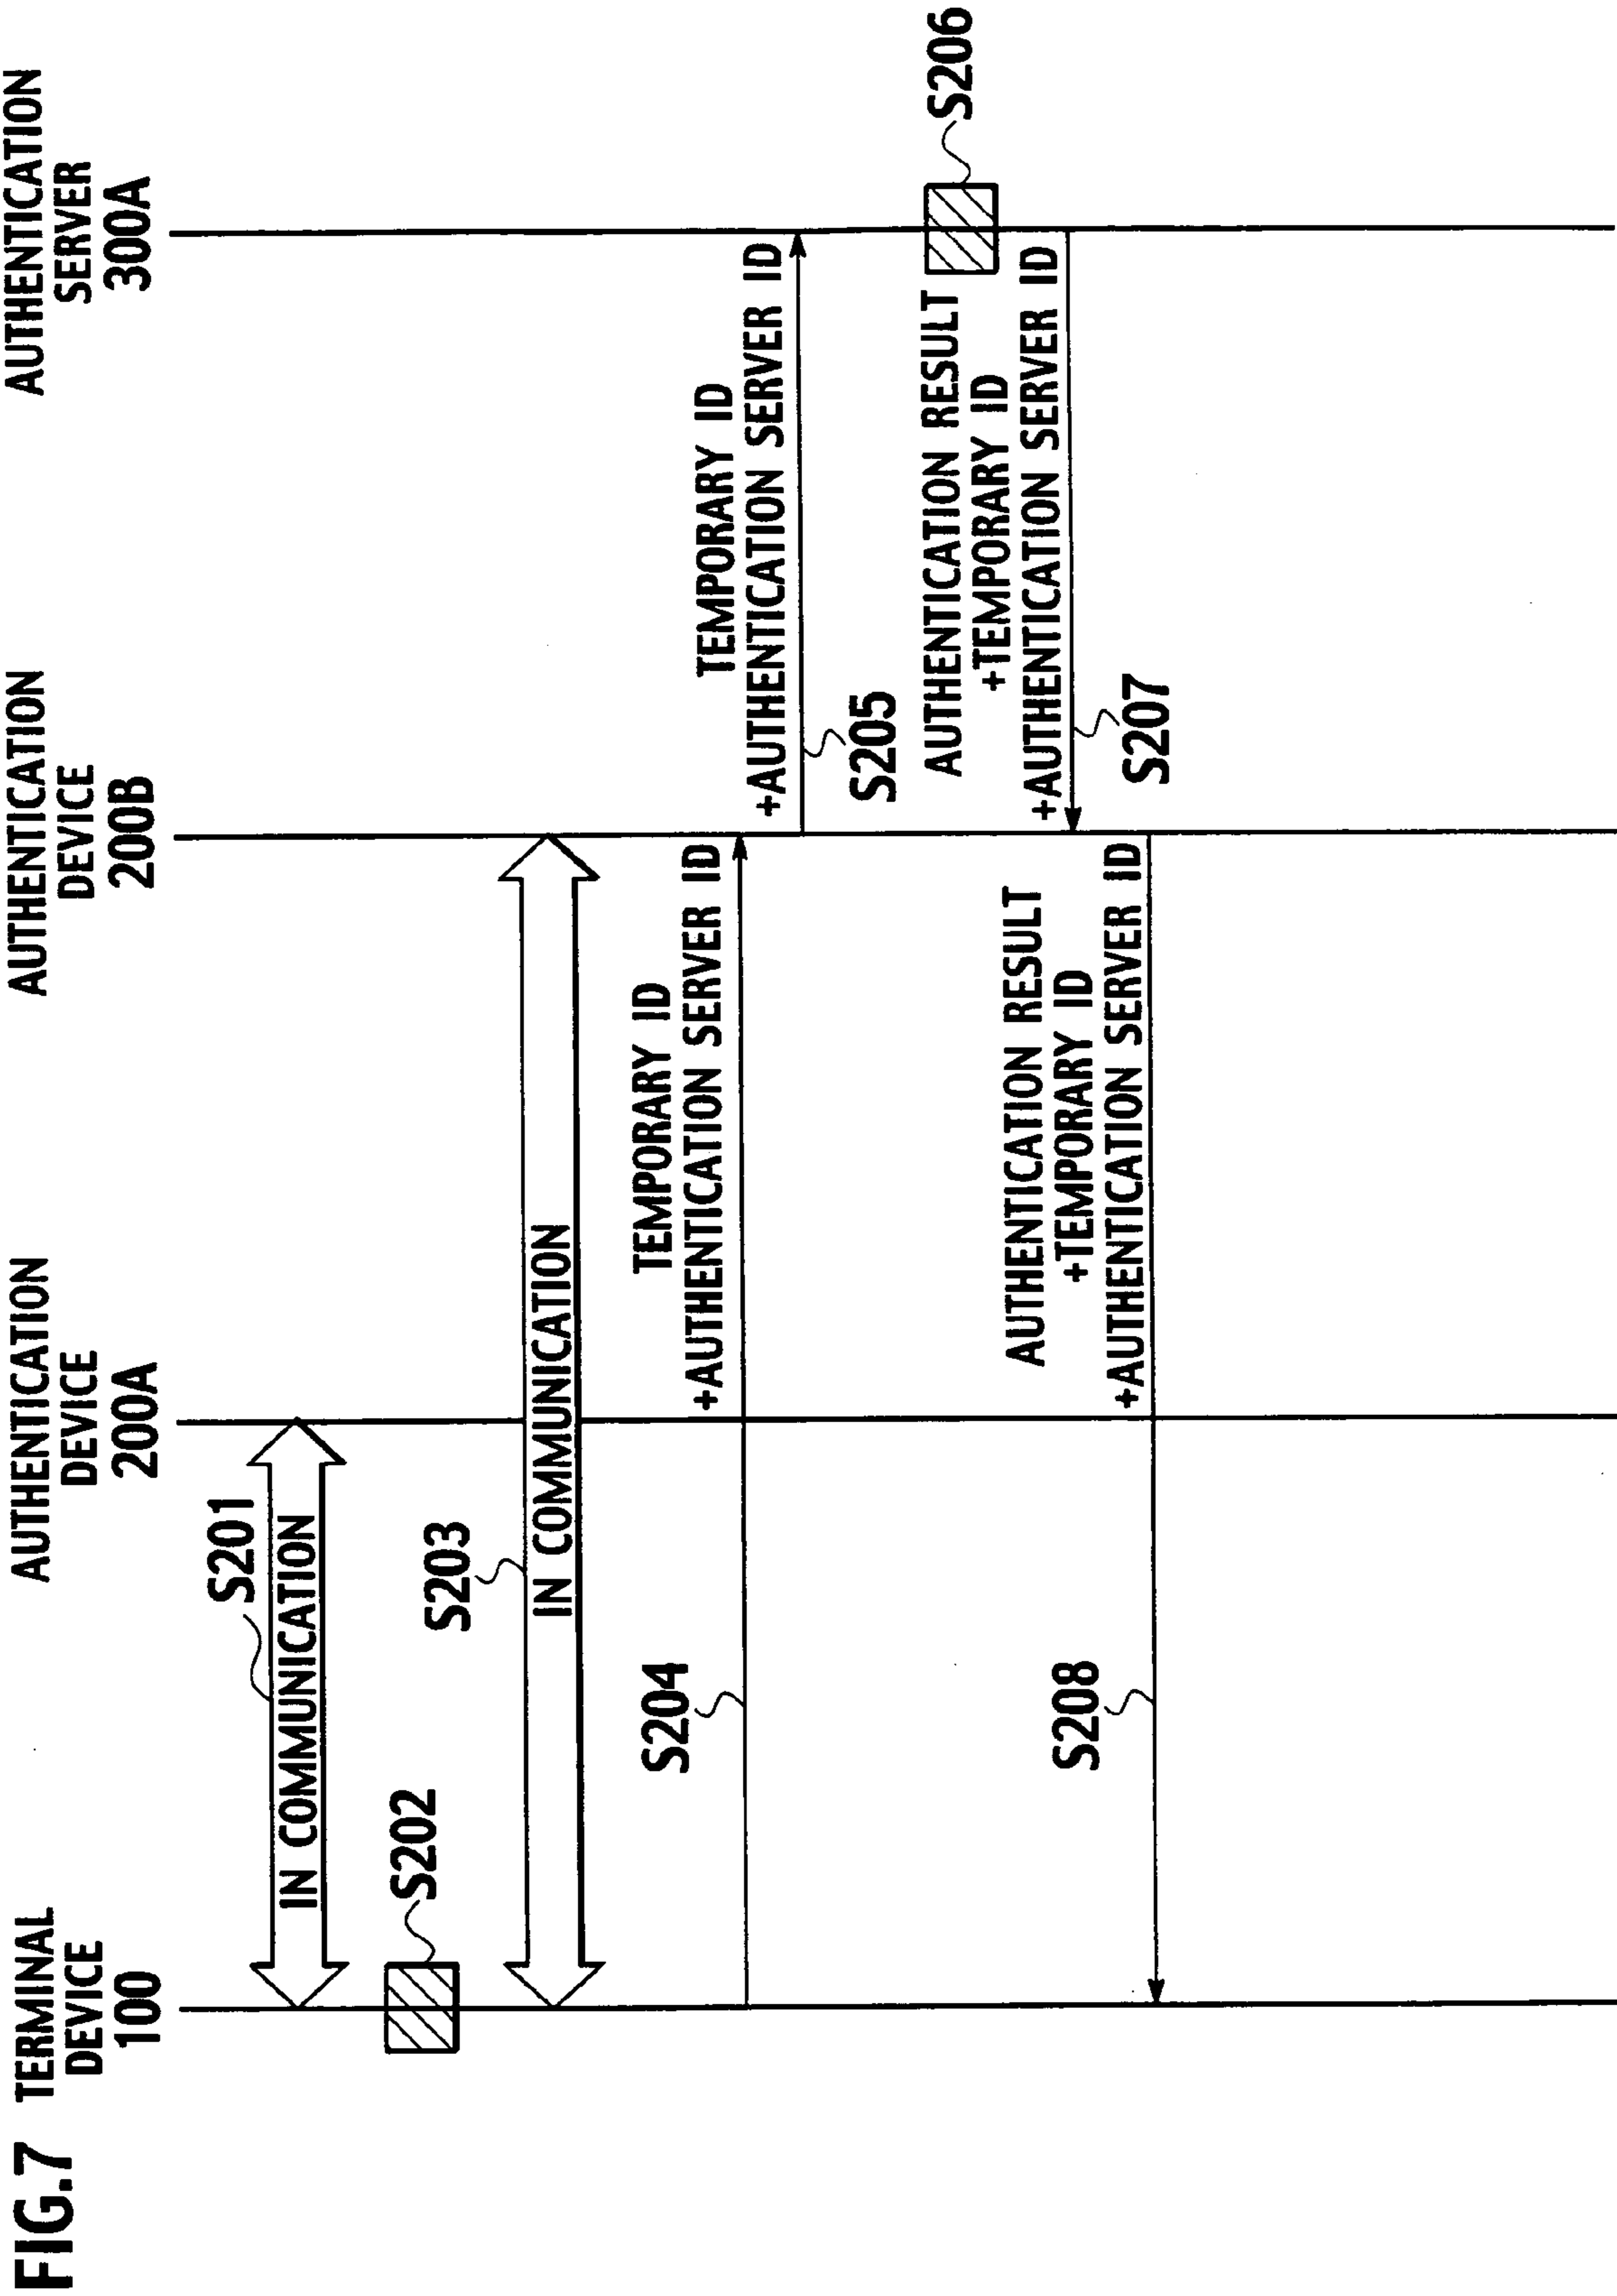 FIG.7
TERMINAL
DEVICE
100
AUTHENTICATION
DEVICE
200A
AUTHENTICATION
DEVICE
200B
AUTHENTICATION
SERVER
300A
S201
IN COMMUNICATION
S202
S203
IN COMMUNICATION
S204
TEMPORARY ID
+AUTHENTICATION SERVER ID
TEMPORARY ID
+AUTHENTICATION SERVER ID
S205
S206
AUTHENTICATION RESULT
+TEMPORARY ID
+AUTHENTICATION SERVER ID
S207
S208
AUTHENTICATION RESULT
+TEMPORARY ID
+AUTHENTICATION SERVER ID